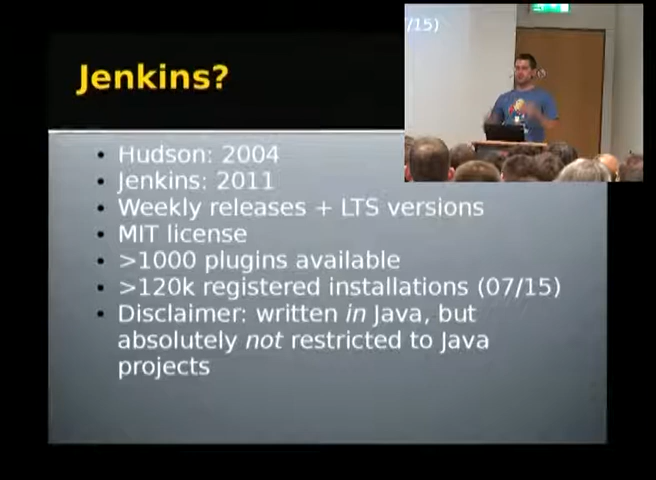 Jenkins?
/15)
• Hudson: 2004
• Jenkins: 2011
• Weekly releases + LTS versions
• MIT license
• >1000 plugins available
• >120k registered installations (07/15)
• Disclaimer: written in Java, but
absolutely not restricted to Java
projects